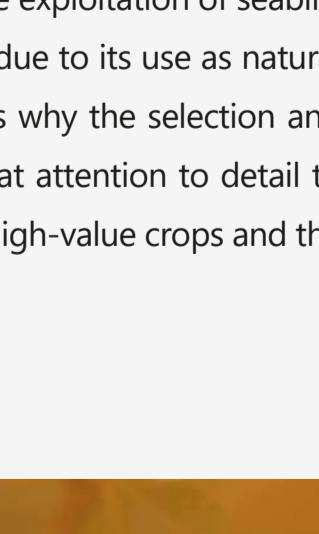 exploitation of seabi
due to its use as natur
s why the selection an
at attention to detail t
igh-value crops and th